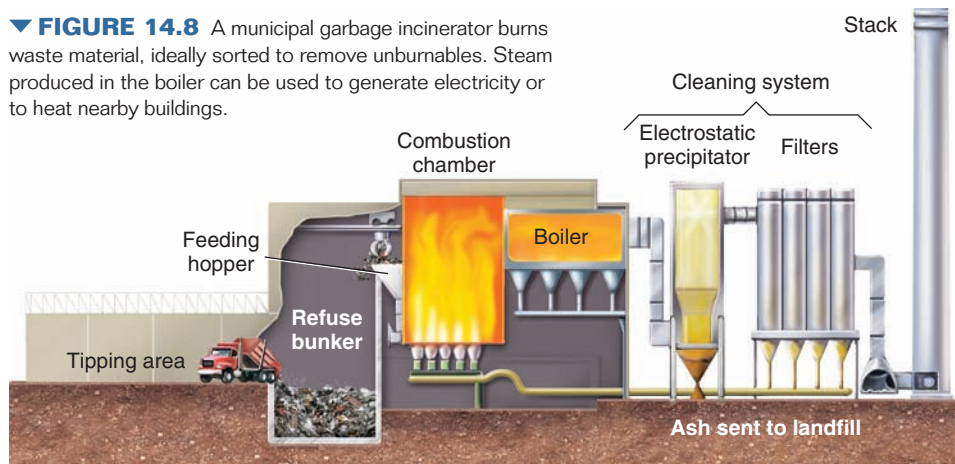 ▼ FIGURE 14.8 A municipal garbage incinerator burns
waste material, ideally sorted to remove unburnables. Steam
produced in the boiler can be used to generate electricity or
to heat nearby buildings.
Stack
Cleaning system
Electrostatic
precipitator
Filters
Combustion
chamber
Boiler
Feeding
hopper
Refuse
bunker
Tipping area
Ash sent to landfill